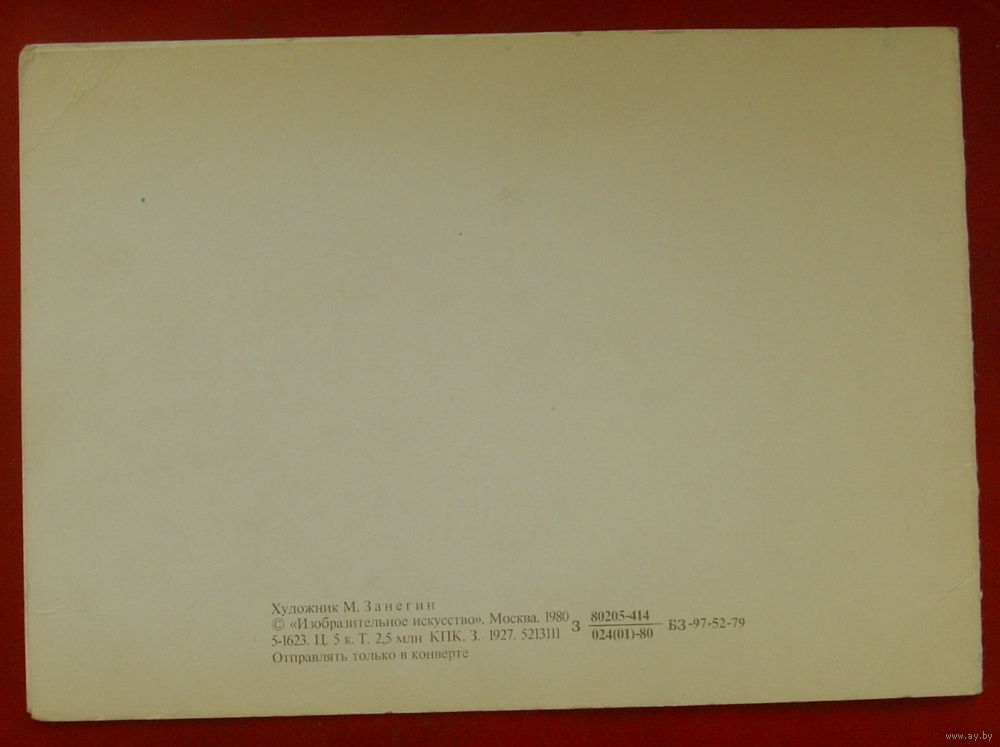 Художник М. Занегин
© «Изобразительное искусство». Москва. 1980
5-1623. Ц. 5 к. Т. 2,5 млн КПК. З. 1927. 5213111
Отправлять только в конверте
З 80205-414
024(01)-80 БЗ-97-52-79
www.ay.by